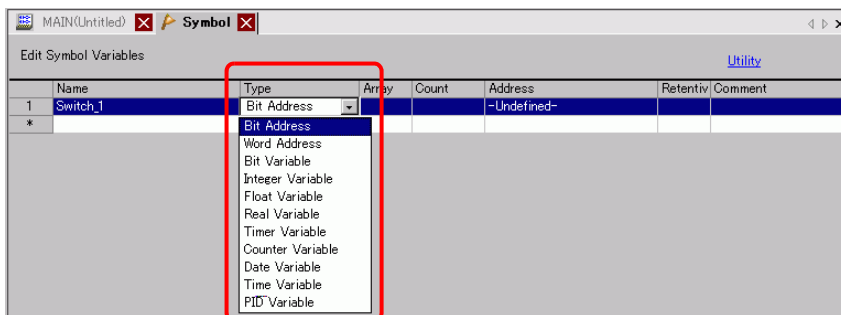 MAIN(Untitled) Symbol
Edit Symbol Variables
Utility
Name Type Array Count Address Retentiv Comment
1 Switch_1 Bit Address -Undefined-
*
Bit Address
Word Address
Bit Variable
Integer Variable
Float Variable
Real Variable
Timer Variable
Counter Variable
Date Variable
Time Variable
PID Variable